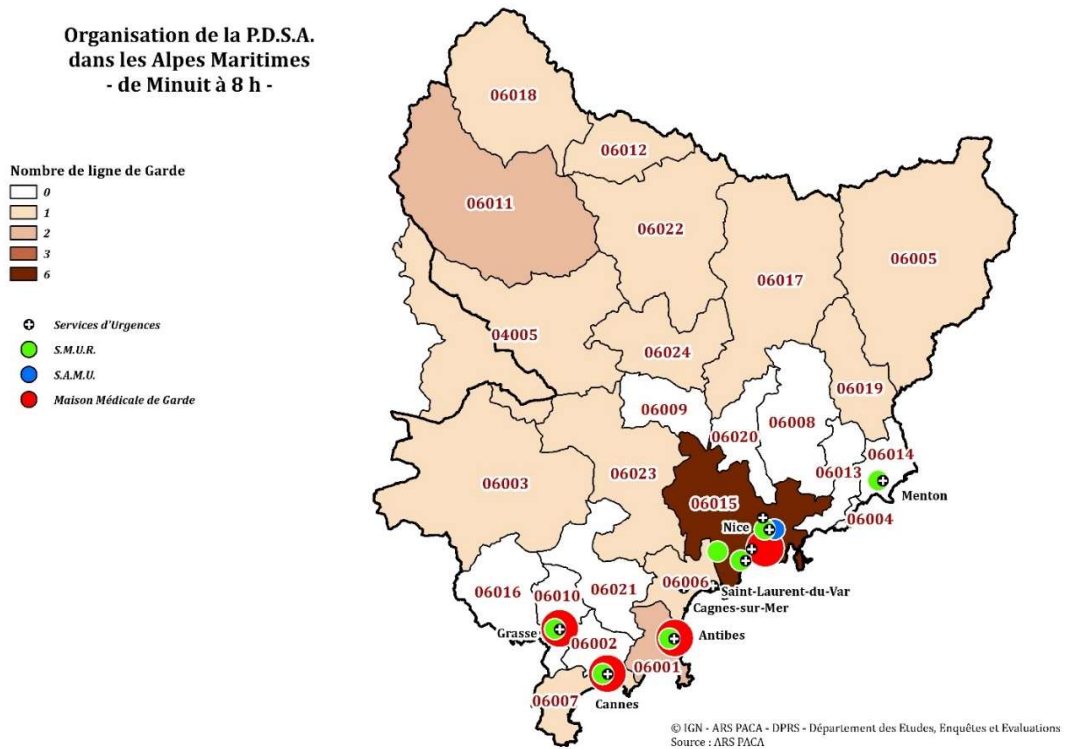 Organisation de la P.D.S.A.
dans les Alpes Maritimes
- de Minuit à 8 h -
Nombre de ligne de Garde
0
1
2
3
6
Services d'Urgences
S.M.U.R.
S.A.M.U.
Maison Médicale de Garde
06018
06012
06011
06022
06005
06017
04005
06024
06019
06009
06008
06020
06014
06013
06023
06003
Menton
06015
06004
Nice
06006
06021
06016
06010
Saint-Laurent-du-Var
Cagnes-sur-Mer
Grasse
Antibes
06002
06001
06007
Cannes
© IGN - ARS PACA - DPRS - Département des Etudes, Enquêtes et Evaluations
Source : ARS PACA